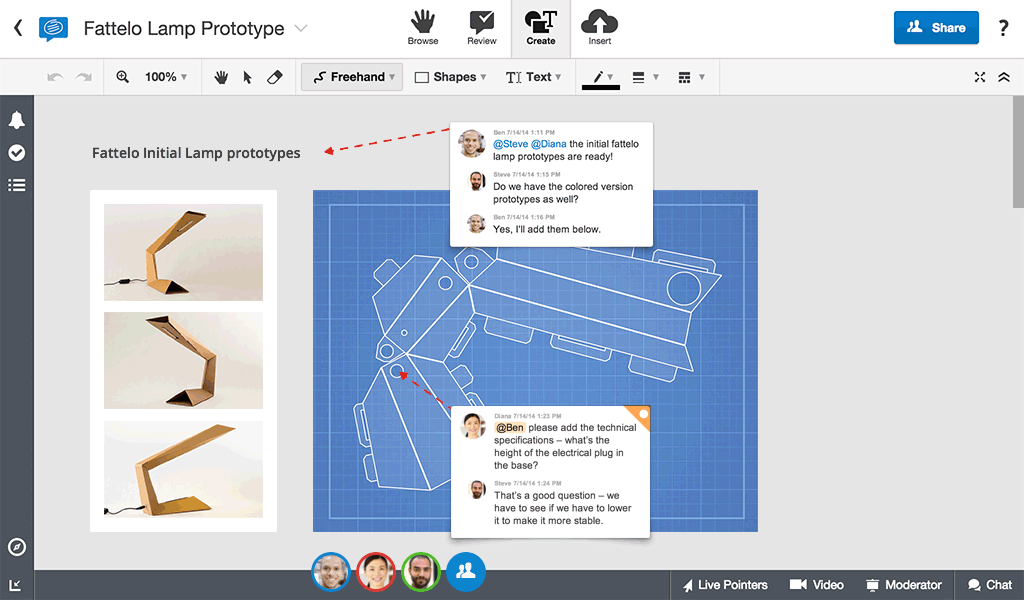 Fattelo Lamp Prototype
Browse
Review
Create
Insert
Share
?
100%
Freehand
Shapes
Text
Fattelo Initial Lamp prototypes
Ben 7/14/14 1:11 PM
@Steve @Diana the initial fattelo
lamp prototypes are ready!
Steve 7/14/14 1:15 PM
Do we have the colored version
prototypes as well?
Ben 7/14/14 1:16 PM
Yes, I'll add them below.
Diana 7/14/14 1:23 PM
@Ben please add the technical
specifications – what's the
height of the electrical plug in
the base?
Steve 7/14/14 1:24 PM
That's a good question – we
have to see if we have to lower
it to make it more stable.
Live Pointers
Video
Moderator
Chat